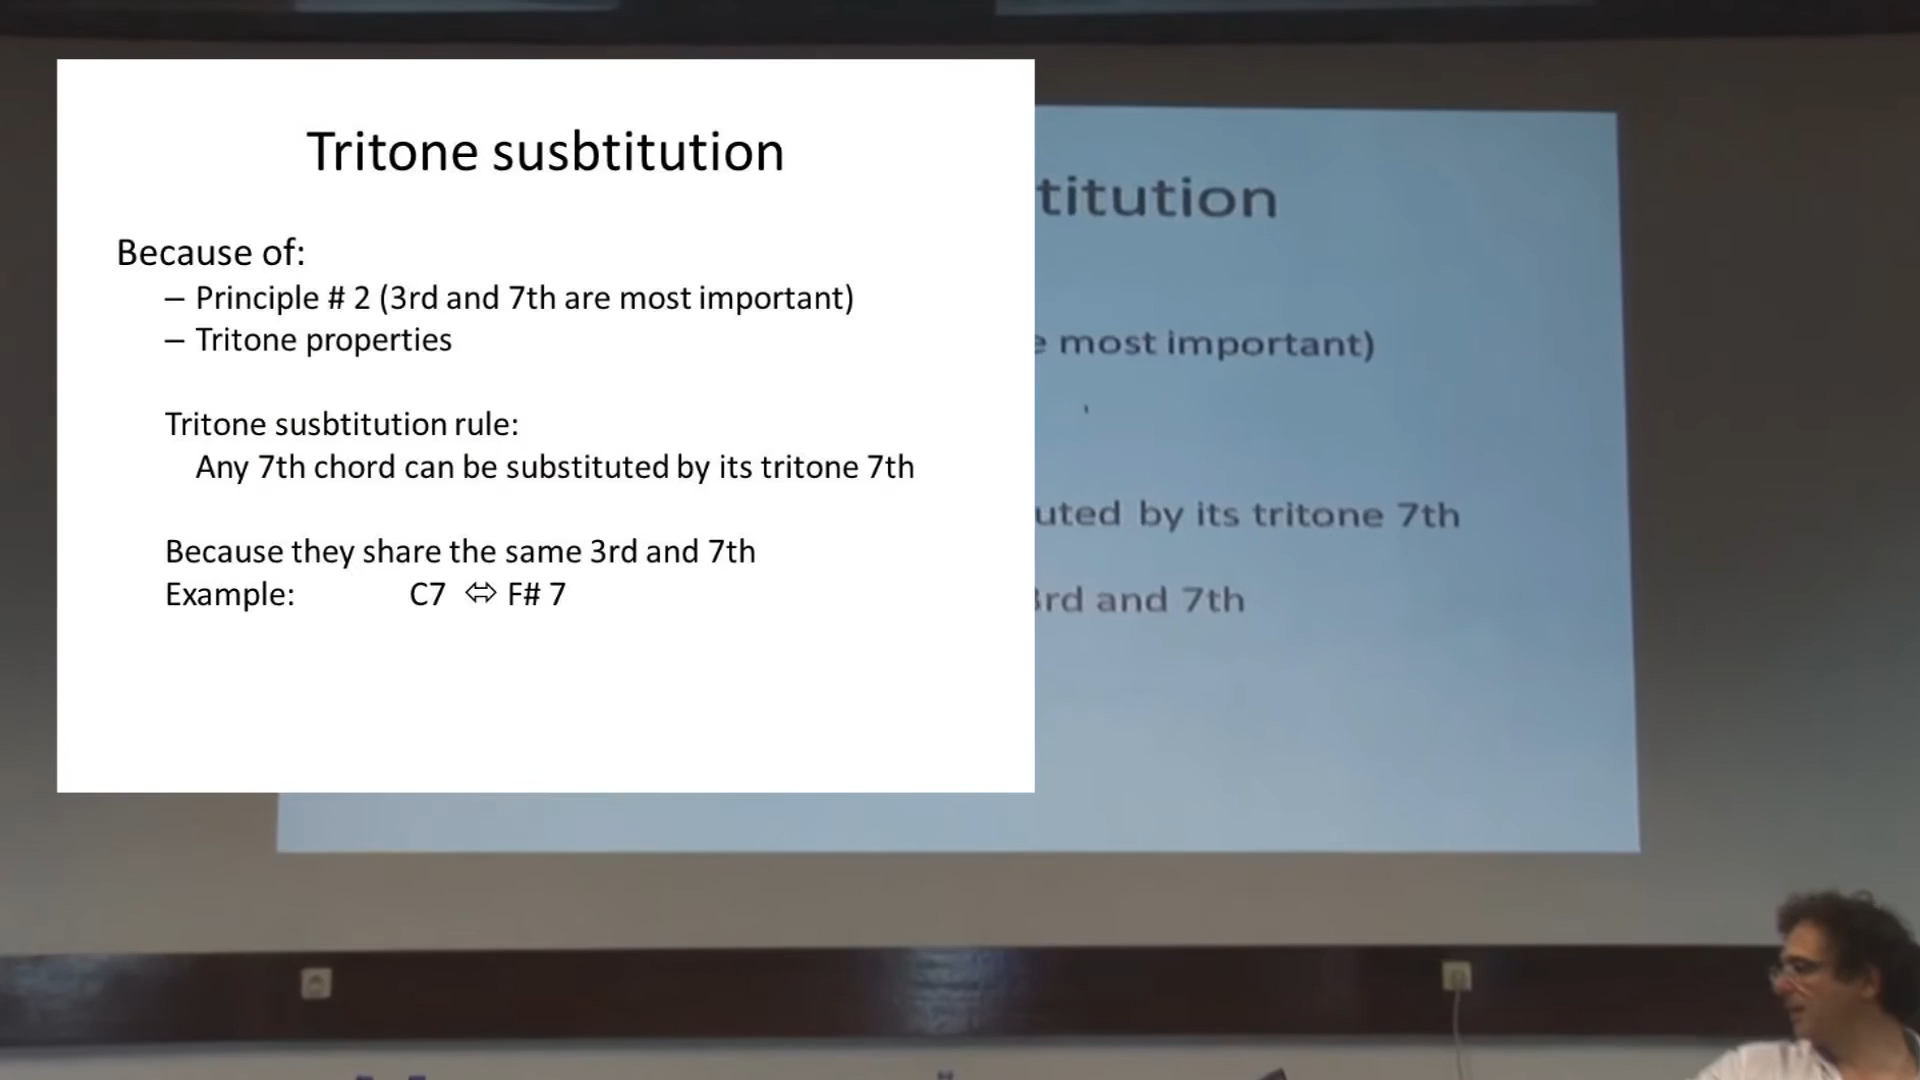 Tritone susbtitution
Because of:
– Principle # 2 (3rd and 7th are most important)
– Tritone properties
Tritone susbtitution rule:
Any 7th chord can be substituted by its tritone 7th
Because they share the same 3rd and 7th
Example: C7 ⬄ F# 7
titution
e most important)
uted by its tritone 7th
3rd and 7th